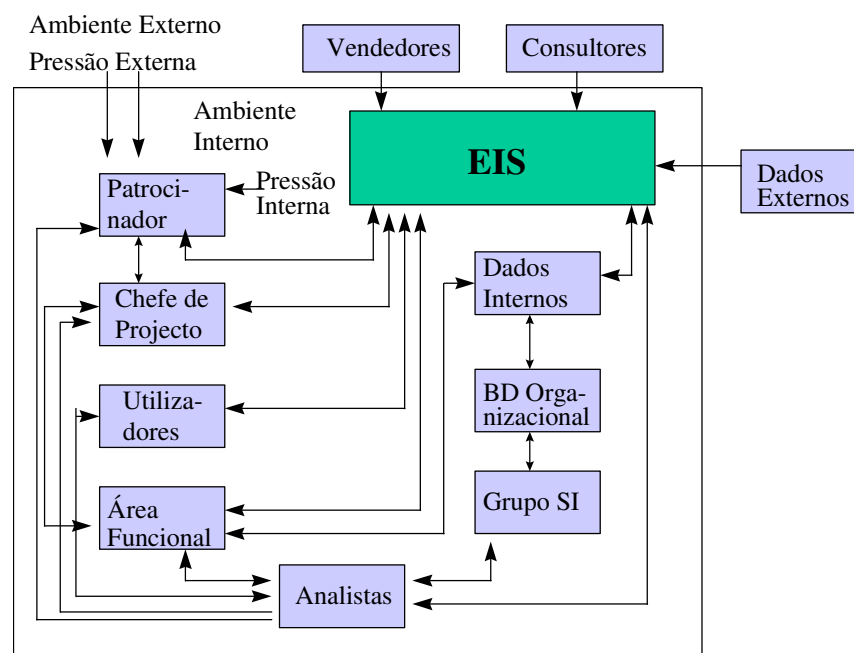 Ambiente Externo
Pressão Externa
Vendedores
Consultores
Ambiente
Interno
EIS
Dados
Externos
Patroci-
nador
Pressão
Interna
Chefe de
Projecto
Dados
Internos
Utiliza-
dores
BD Orga-
nizacional
Área
Funcional
Grupo SI
Analistas